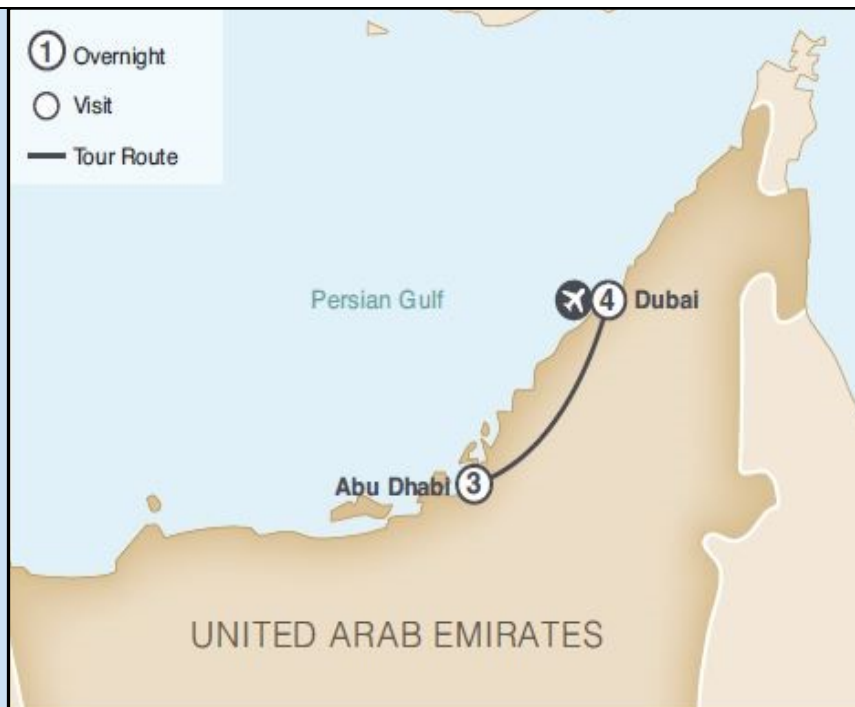 1 Overnight
Visit
Tour Route
Persian Gulf
4 Dubai
Abu Dhabi 3
UNITED ARAB EMIRATES